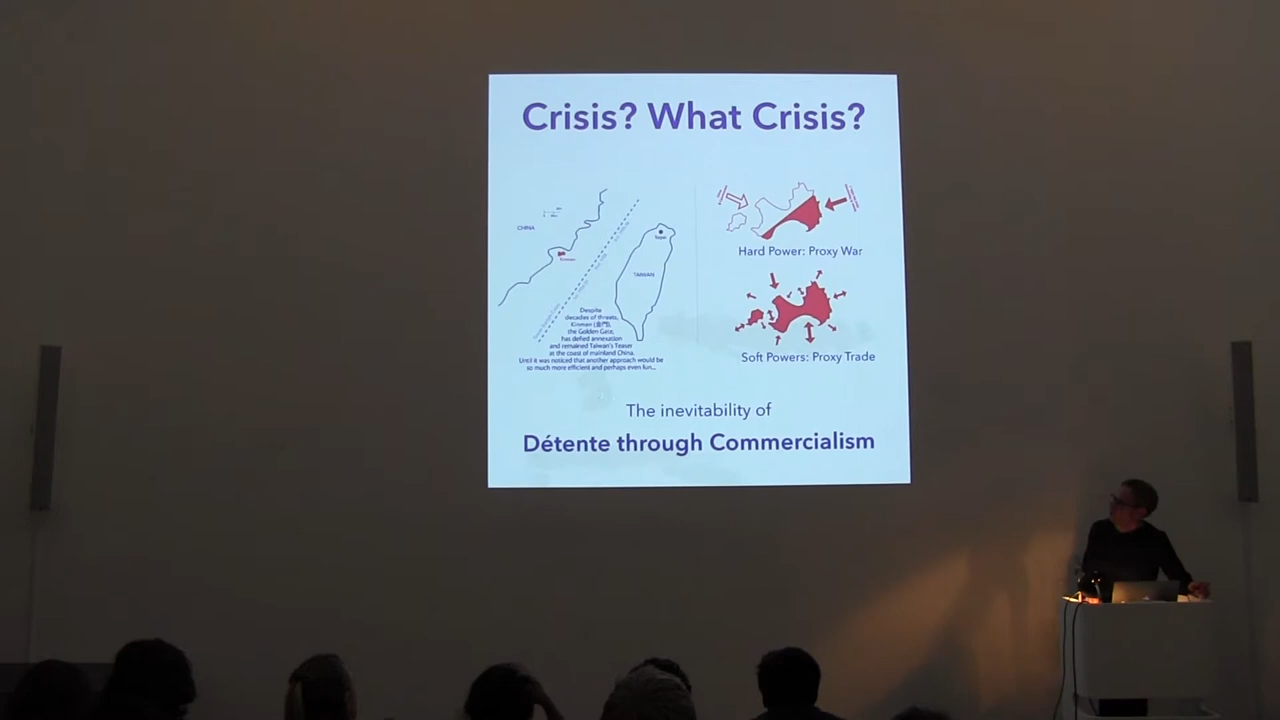 Crisis? What Crisis?
CHINA
Kinmen
Taipei
TAIWAN
Despite
decades of threats,
Kinmen (金門),
the Golden Gate,
has defied annexation
and remained Taiwan's Teaser
at the coast of mainland China.
Until it was noticed that another approach would be
so much more efficient and perhaps even fun...
Hard Power: Proxy War
Soft Powers: Proxy Trade
The inevitability of
Détente through Commercialism